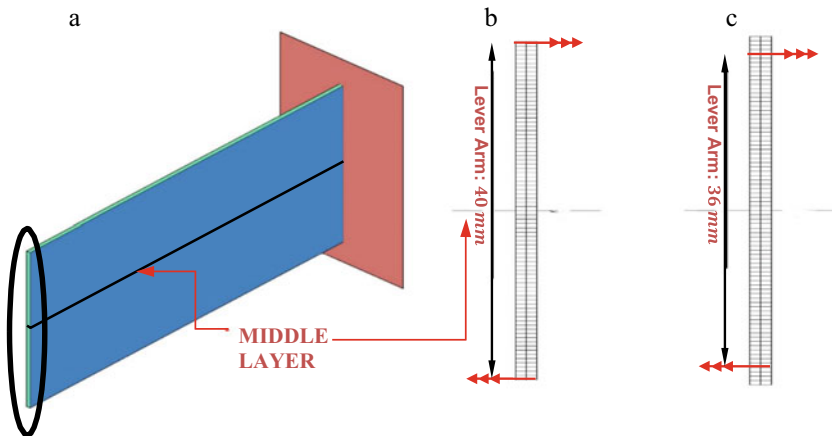 a
b
c
Lever Arm: 40 mm
Lever Arm: 36 mm
MIDDLE
LAYER